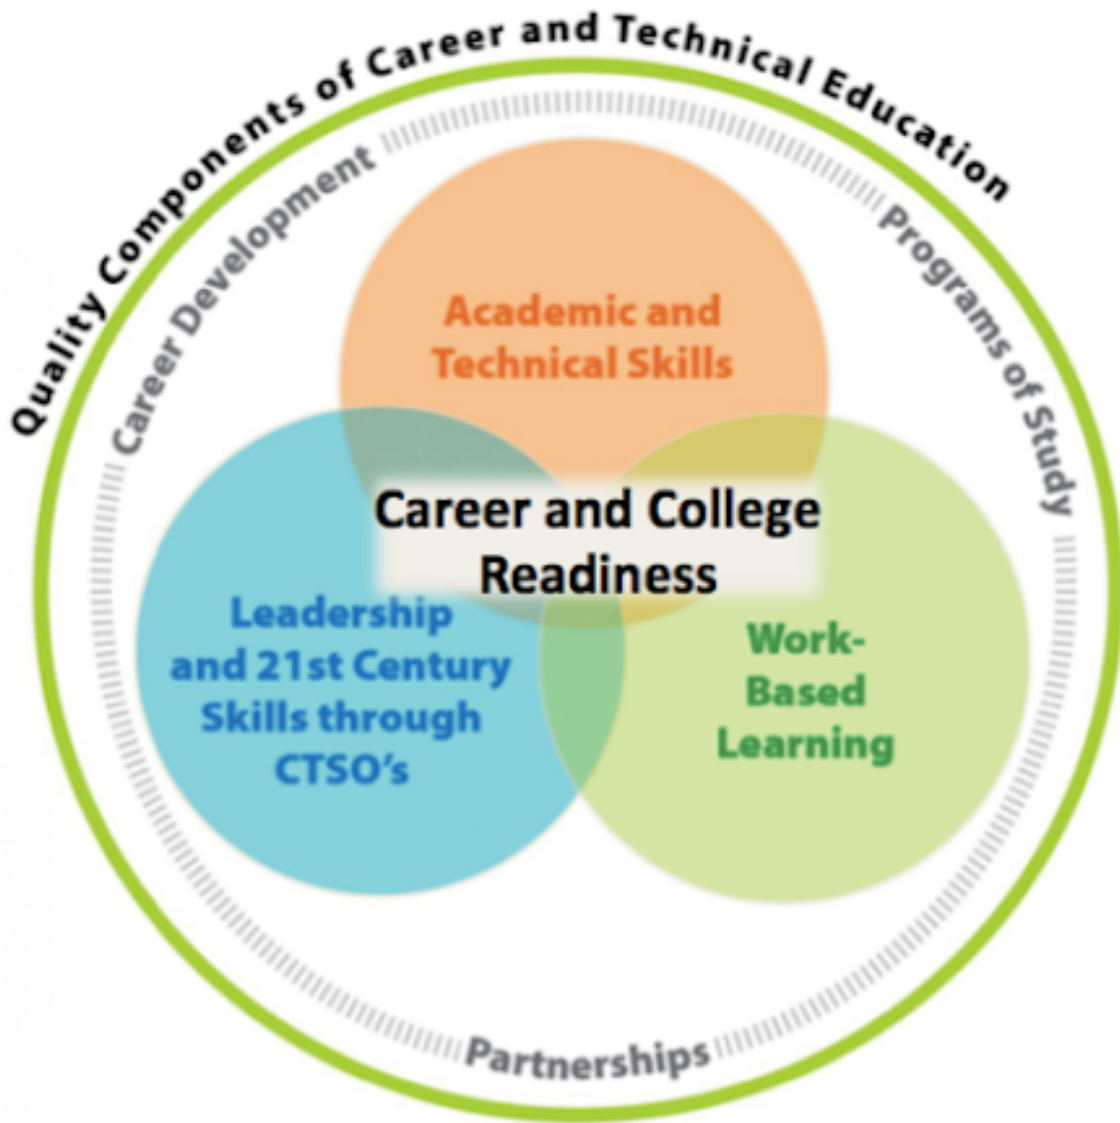 Quality Components of Career and Technical Education
Career Development
Programs of Study
Academic and
Technical Skills
Career and College
Readiness
Leadership
and 21st Century
Skills through
CTSO’s
Work-
Based
Learning
Partnerships